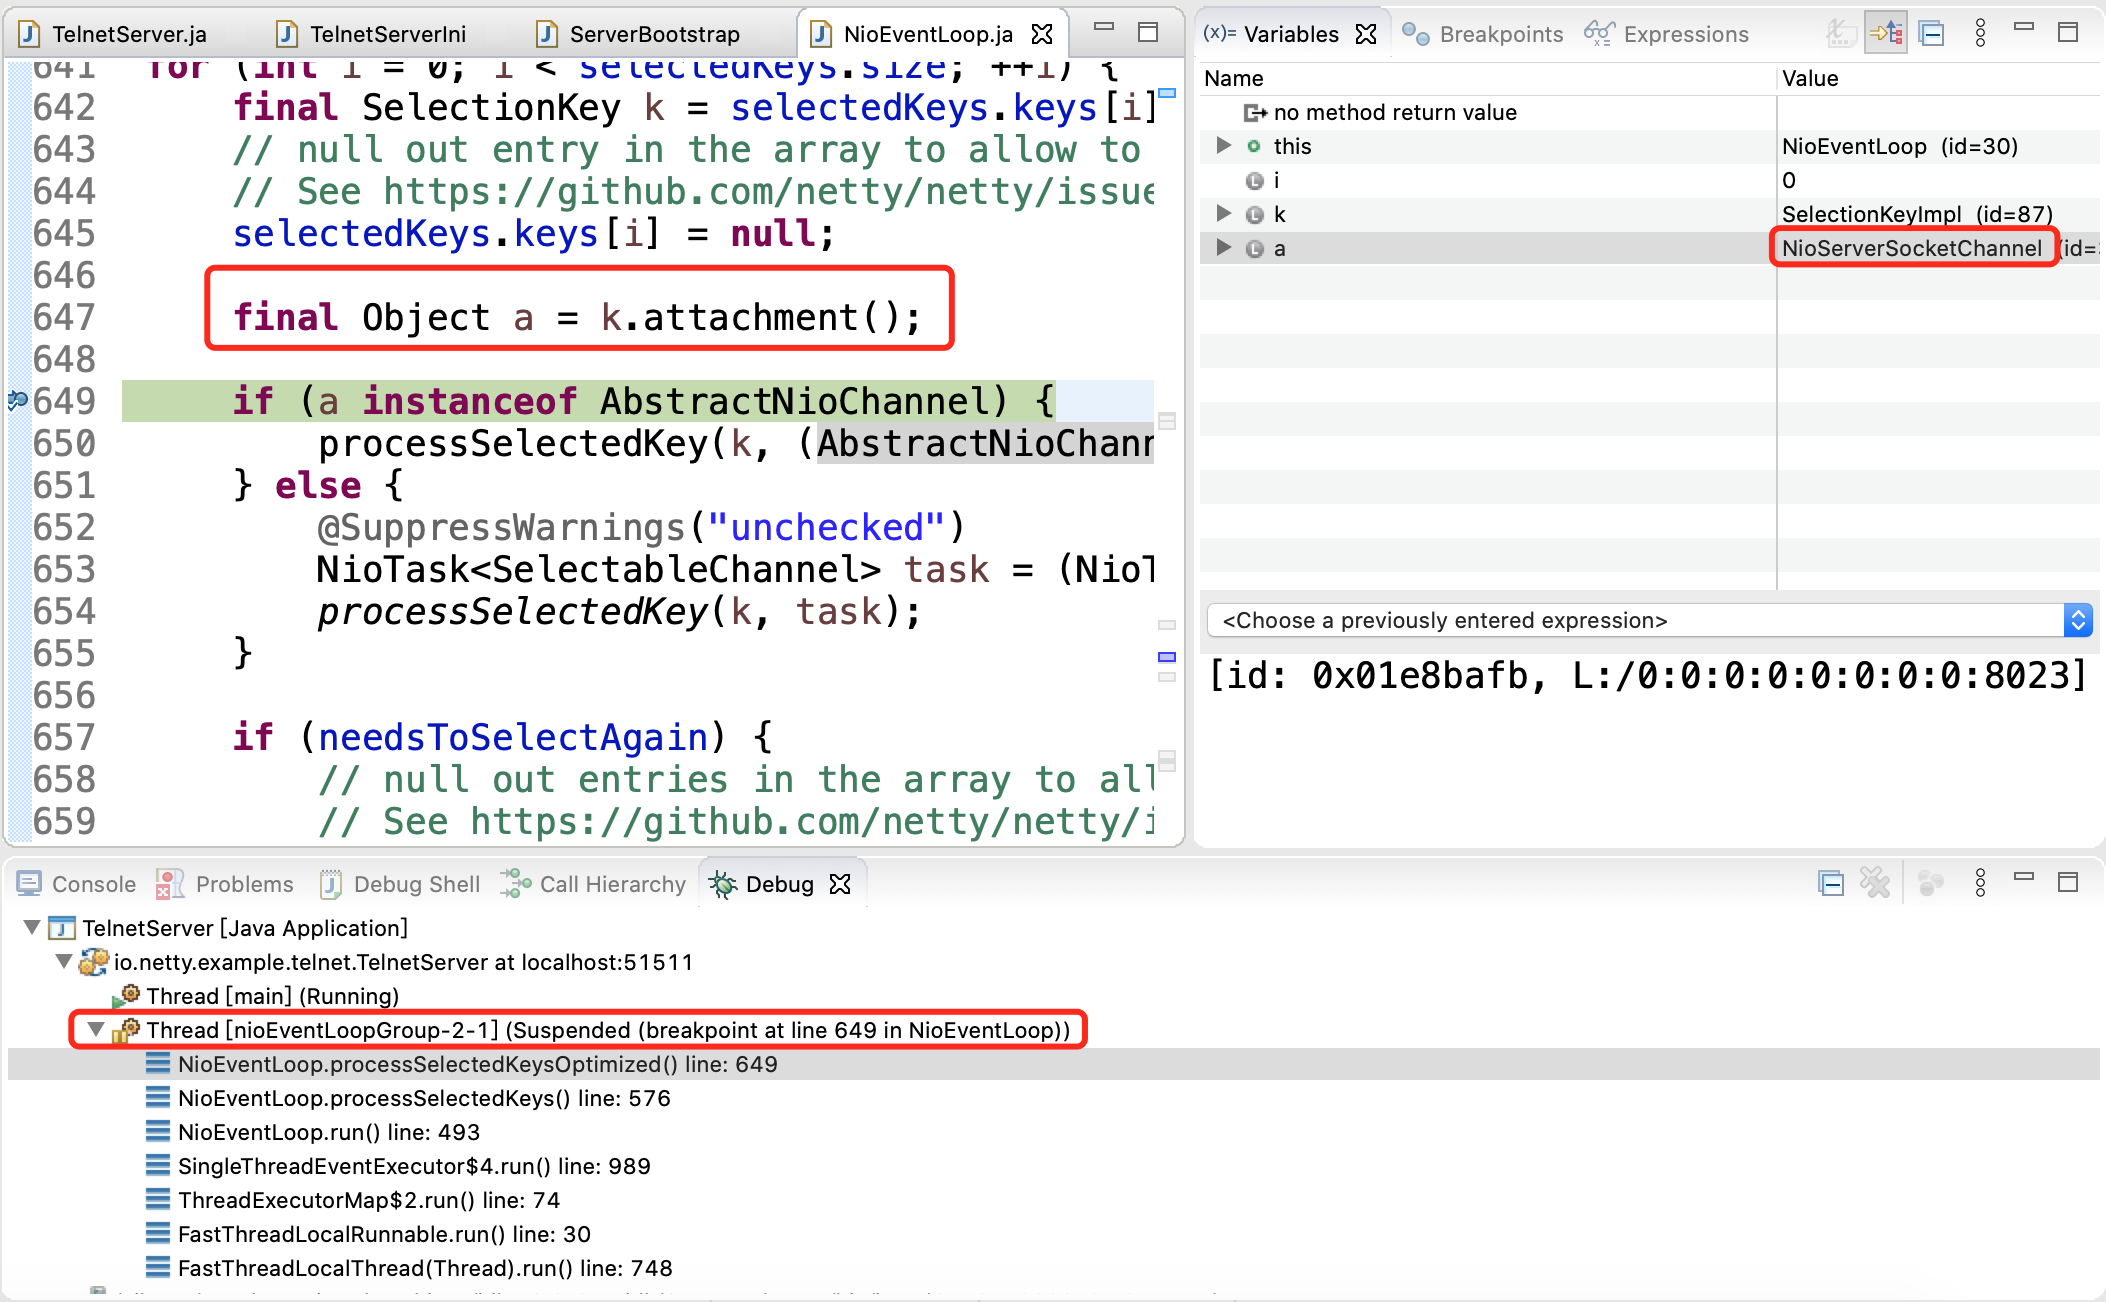 TelnetServer.ja
TelnetServerIni
ServerBootstrap
NioEventLoop.ja
641 for (int i = 0; i < selectedKeys.size; ++i) {
642 final SelectionKey k = selectedKeys.keys[i]
643 // null out entry in the array to allow to
644 // See https://github.com/netty/netty/issue
645 selectedKeys.keys[i] = null;
646
647 final Object a = k.attachment();
648
649 if (a instanceof AbstractNioChannel) {
650 processSelectedKey(k, (AbstractNioChann
651 } else {
652 @SuppressWarnings("unchecked")
653 NioTask<SelectableChannel> task = (NioT
654 processSelectedKey(k, task);
655 }
656
657 if (needsToSelectAgain) {
658 // null out entries in the array to all
659 // See https://github.com/netty/netty/i
(x)= Variables
Breakpoints
Expressions
Name Value
no method return value
this NioEventLoop (id=30)
i 0
k SelectionKeyImpl (id=87)
a NioServerSocketChannel (id=
<Choose a previously entered expression>
[id: 0x01e8bafb, L:/0:0:0:0:0:0:0:0:8023]
Console
Problems
Debug Shell
Call Hierarchy
Debug
TelnetServer [Java Application]
io.netty.example.telnet.TelnetServer at localhost:51511
Thread [main] (Running)
Thread [nioEventLoopGroup-2-1] (Suspended (breakpoint at line 649 in NioEventLoop))
NioEventLoop.processSelectedKeysOptimized() line: 649
NioEventLoop.processSelectedKeys() line: 576
NioEventLoop.run() line: 493
SingleThreadEventExecutor$4.run() line: 989
ThreadExecutorMap$2.run() line: 74
FastThreadLocalRunnable.run() line: 30
FastThreadLocalThread(Thread).run() line: 748